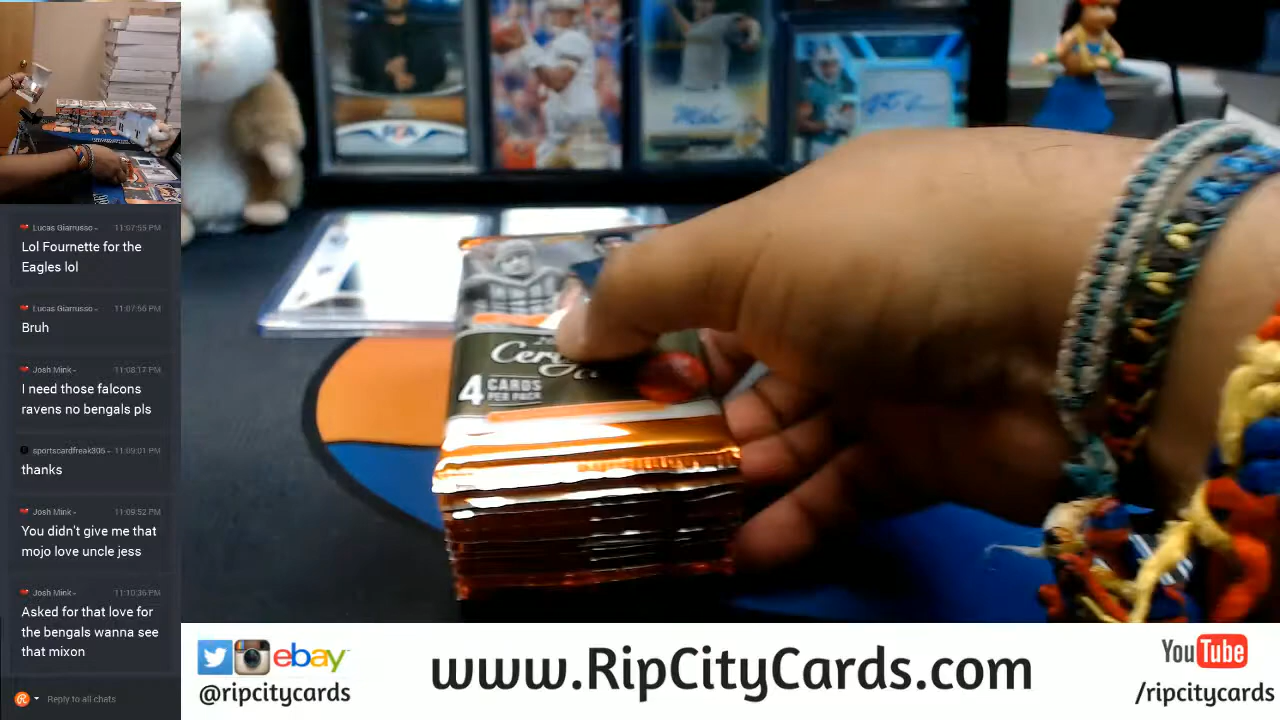 Lucas Giarrusso 11:07:55 PM
Lol Fournette for the
Eagles lol
Lucas Giarrusso 11:07:56 PM
Bruh
Josh Mink 11:08:17 PM
I need those falcons
ravens no bengals pls
sportscardfreak305 11:09:01 PM
thanks
Josh Mink 11:09:52 PM
You didn't give me that
mojo love uncle jess
Josh Mink 11:10:36 PM
Asked for that love for
the bengals wanna see
that mixon
Reply to all chats
4 CARDS
PER PACK
ebay
@ripcitycards
www.RipCityCards.com
YouTube
/ripcitycards